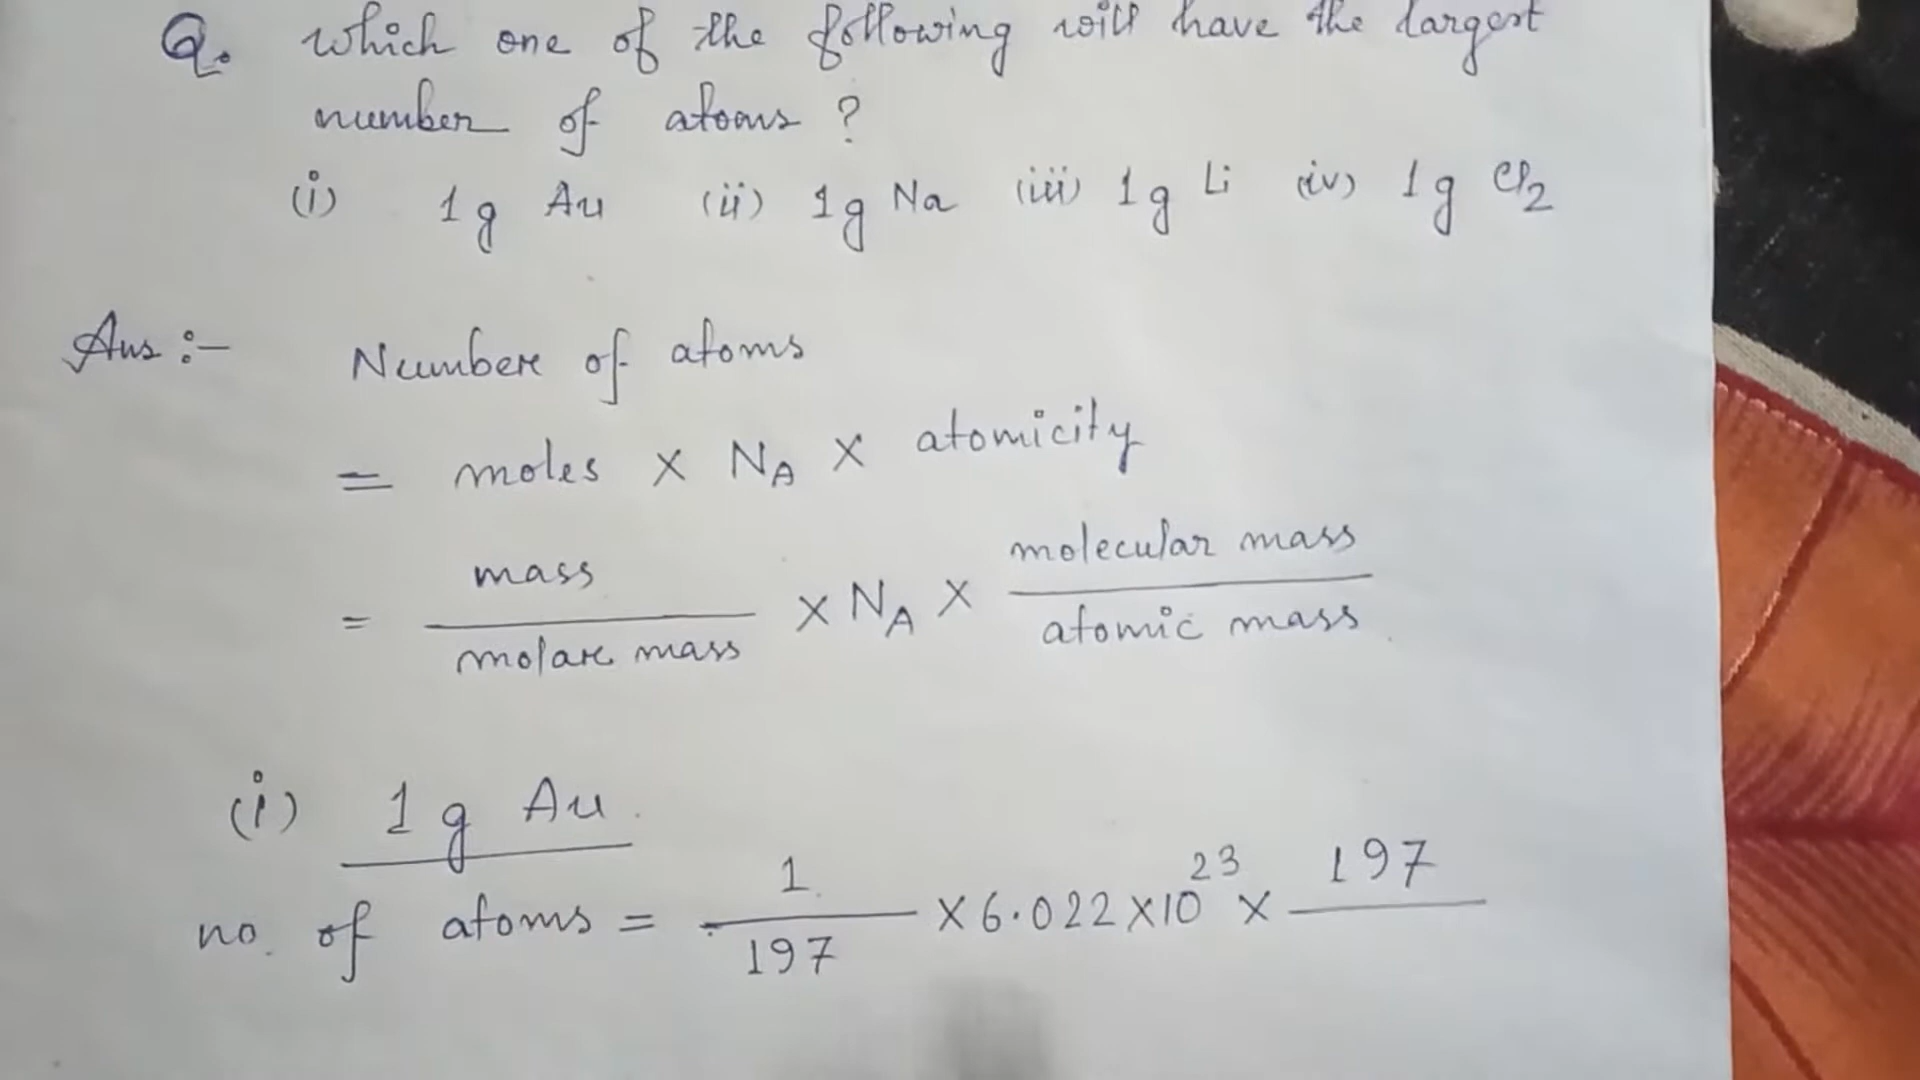 Q. Which one of the following will have the largest
number of atoms ?
(i) 1g Au (ii) 1g Na (iii) 1g Li (iv) 1g Cl2
Ans :- Number of atoms
= moles × NA × atomicity
= mass / molar mass × NA × molecular mass / atomic mass
(i) 1g Au
no. of atoms = 1 / 197 × 6.022 × 10^23 × 197 /